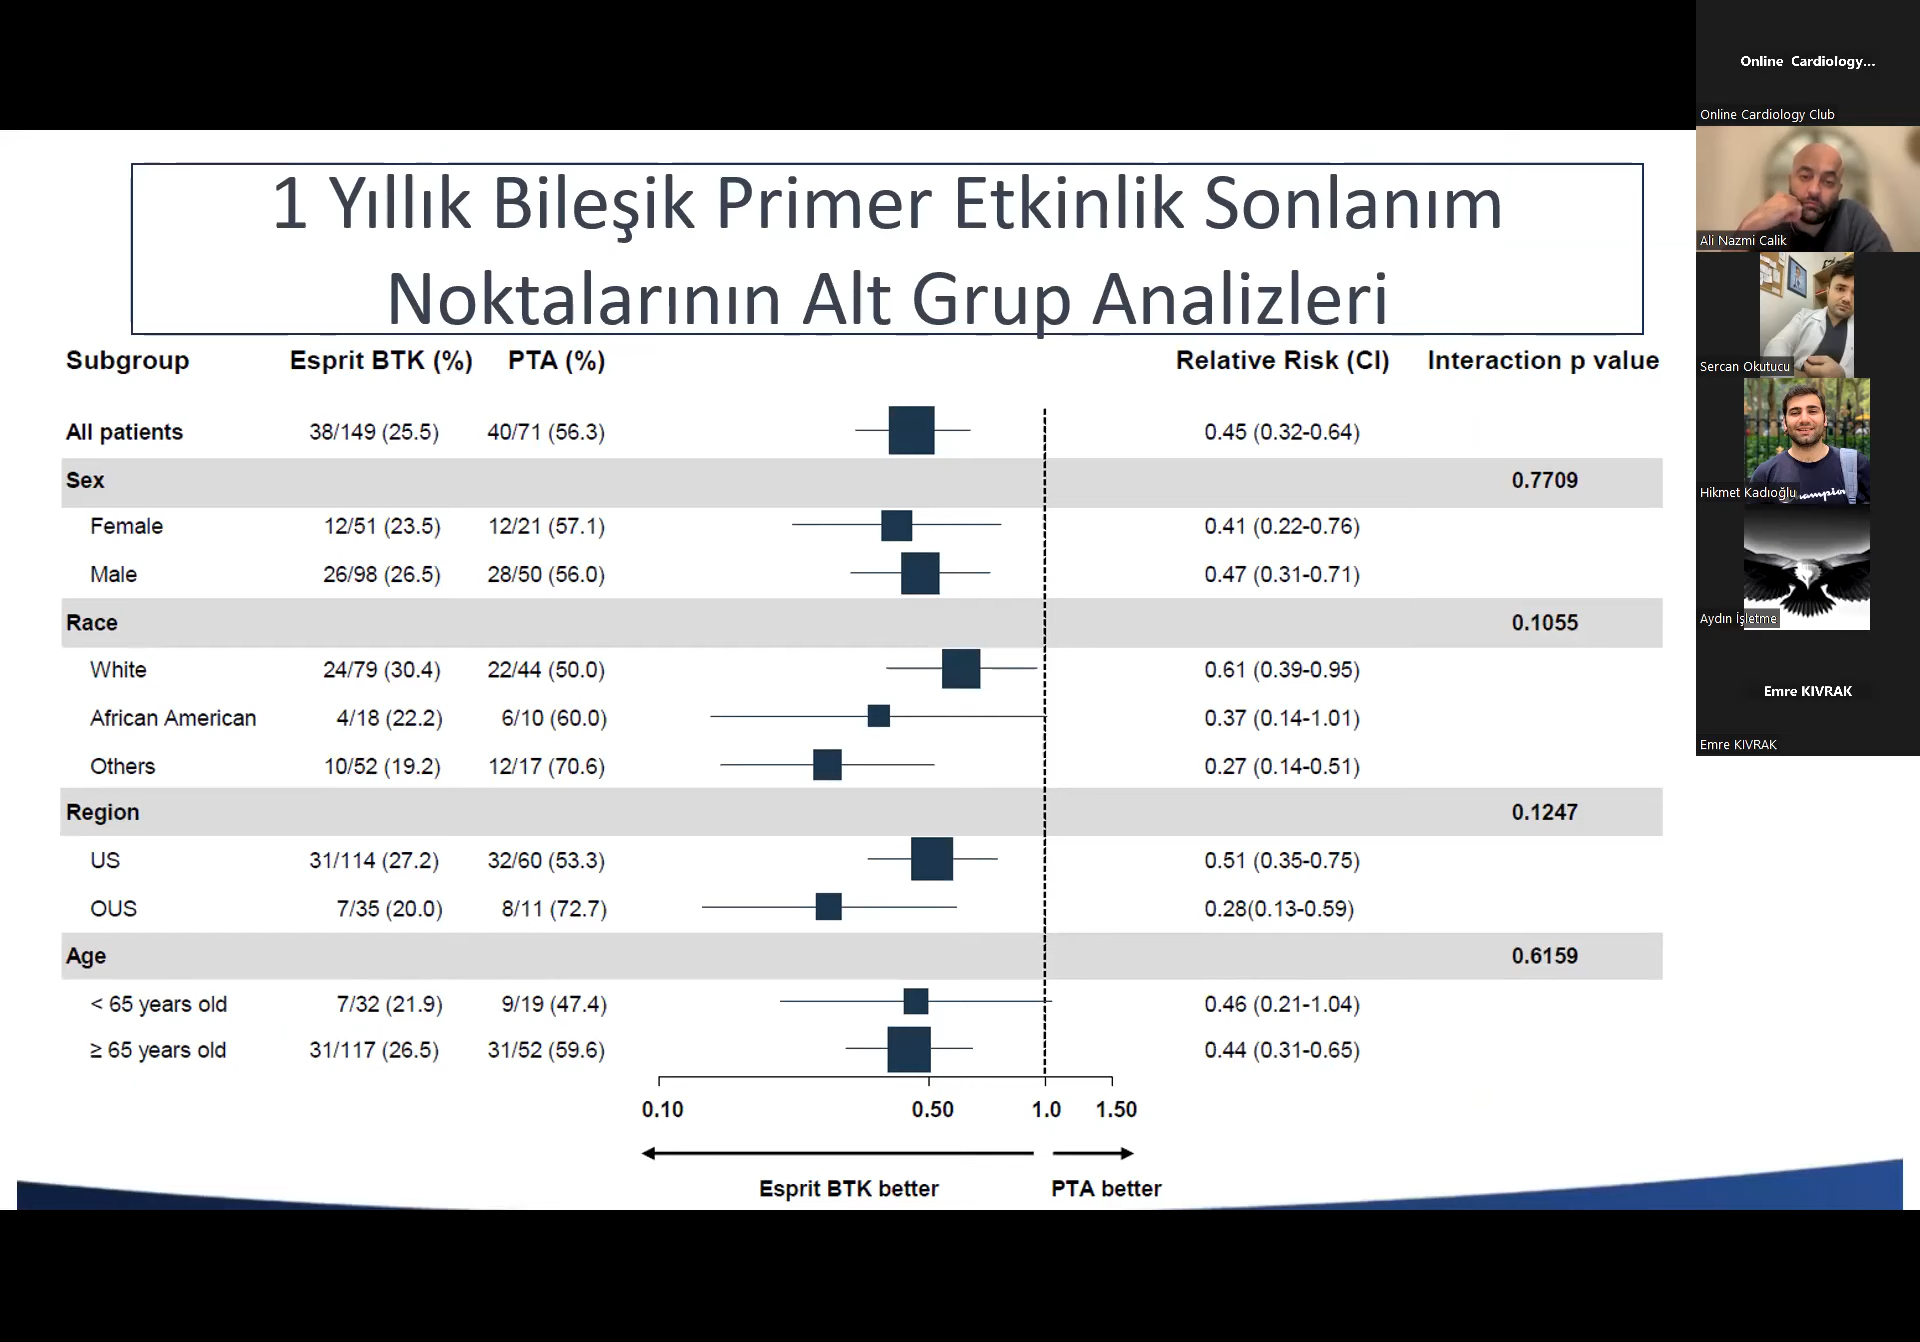 1 Yıllık Bileşik Primer Etkinlik Sonlanım
Noktalarının Alt Grup Analizleri
Subgroup Esprit BTK (%) PTA (%) Relative Risk (CI) Interaction p value
All patients 38/149 (25.5) 40/71 (56.3) 0.45 (0.32-0.64)
Sex 0.7709
Female 12/51 (23.5) 12/21 (57.1) 0.41 (0.22-0.76)
Male 26/98 (26.5) 28/50 (56.0) 0.47 (0.31-0.71)
Race 0.1055
White 24/79 (30.4) 22/44 (50.0) 0.61 (0.39-0.95)
African American 4/18 (22.2) 6/10 (60.0) 0.37 (0.14-1.01)
Others 10/52 (19.2) 12/17 (70.6) 0.27 (0.14-0.51)
Region 0.1247
US 31/114 (27.2) 32/60 (53.3) 0.51 (0.35-0.75)
OUS 7/35 (20.0) 8/11 (72.7) 0.28(0.13-0.59)
Age 0.6159
< 65 years old 7/32 (21.9) 9/19 (47.4) 0.46 (0.21-1.04)
≥ 65 years old 31/117 (26.5) 31/52 (59.6) 0.44 (0.31-0.65)
0.10 0.50 1.0 1.50
Esprit BTK better PTA better
Online Cardiology...
Online Cardiology Club
Ali Nazmi Calik
Sercan Okutucu
Hikmet Kadıoğlu
Aydın İşletme
Emre KIVRAK
Emre KIVRAK